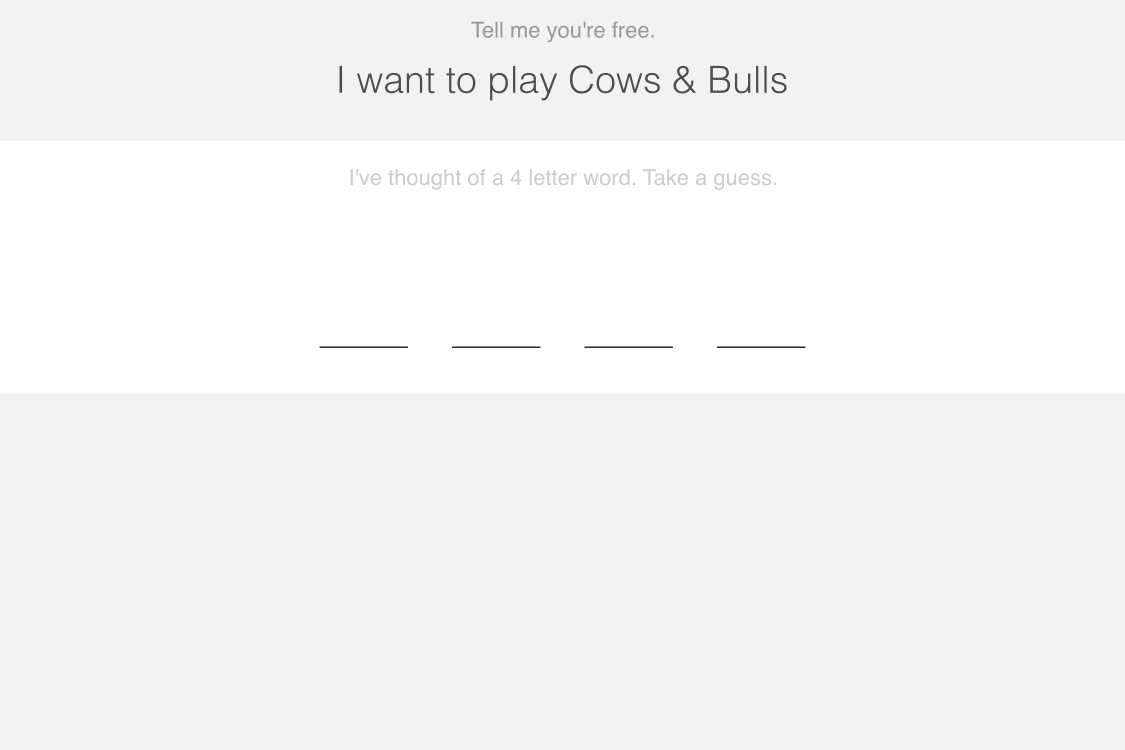 Tell me you're free.
I want to play Cows & Bulls
I've thought of a 4 letter word. Take a guess.